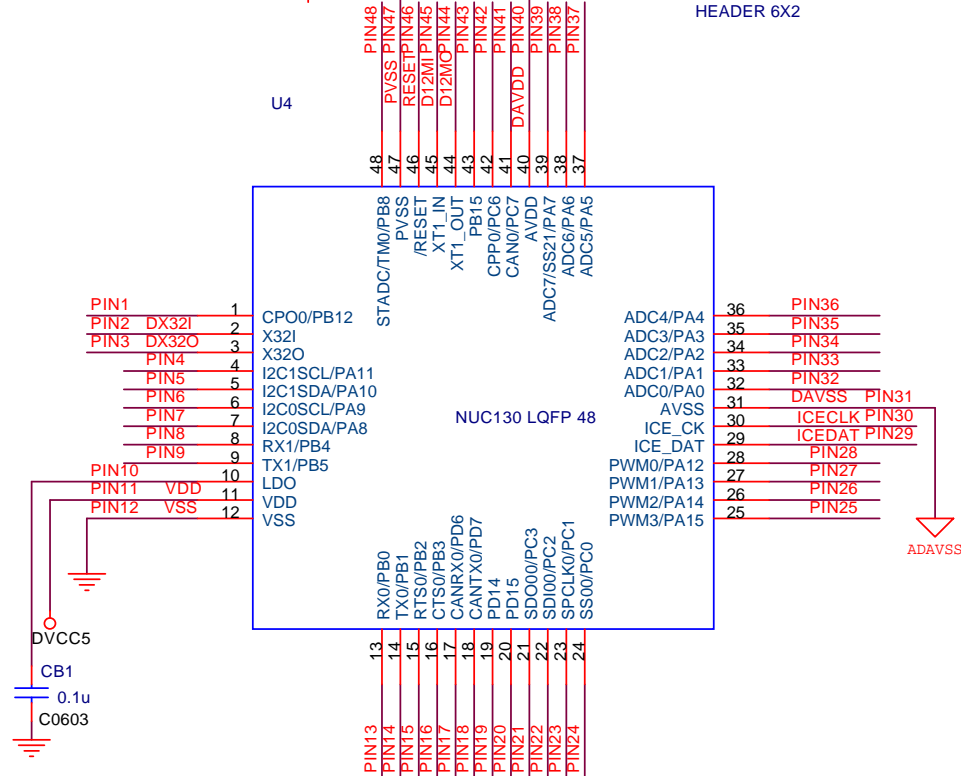 HEADER 6X2
PIN48
PIN47
PVSS
PIN46
RESET
PIN45
D12MI
PIN44
D12MO
PIN43
PIN42
PIN41
PIN40
DAVDD
PIN39
PIN38
PIN37
U4
48
47
46
45
44
43
42
41
40
39
38
37
STADC/TM0/PB8
PVSS
/RESET
XT1_IN
XT1_OUT
PB15
CPP0/PC6
CAN0/PC7
AVDD
ADC7/SS21/PA7
ADC6/PA6
ADC5/PA5
PIN1 1 CPO0/PB12
PIN2 DX32I 2 X32I
PIN3 DX32O 3 X32O
PIN4 4 I2C1SCL/PA11
PIN5 5 I2C1SDA/PA10
PIN6 6 I2C0SCL/PA9
PIN7 7 I2C0SDA/PA8
PIN8 8 RX1/PB4
PIN9 9 TX1/PB5
PIN10 10 LDO
PIN11 VDD 11 VDD
PIN12 VSS 12 VSS
NUC130 LQFP 48
ADC4/PA4 36 PIN36
ADC3/PA3 35 PIN35
ADC2/PA2 34 PIN34
ADC1/PA1 33 PIN33
ADC0/PA0 32 PIN32
AVSS 31 DAVSS PIN31
ICE_CK 30 ICECLK PIN30
ICE_DAT 29 ICEDAT PIN29
PWM0/PA12 28 PIN28
PWM1/PA13 27 PIN27
PWM2/PA14 26 PIN26
PWM3/PA15 25 PIN25
ADAVSS
RX0/PB0
TX0/PB1
RTS0/PB2
CTS0/PB3
CANRX0/PD6
CANTX0/PD7
PD14
PD15
SDO00/PC3
SDI00/PC2
SPCLK0/PC1
SS00/PC0
13
14
15
16
17
18
19
20
21
22
23
24
PIN13
PIN14
PIN15
PIN16
PIN17
PIN18
PIN19
PIN20
PIN21
PIN22
PIN23
PIN24
DVCC5
CB1
0.1u
C0603